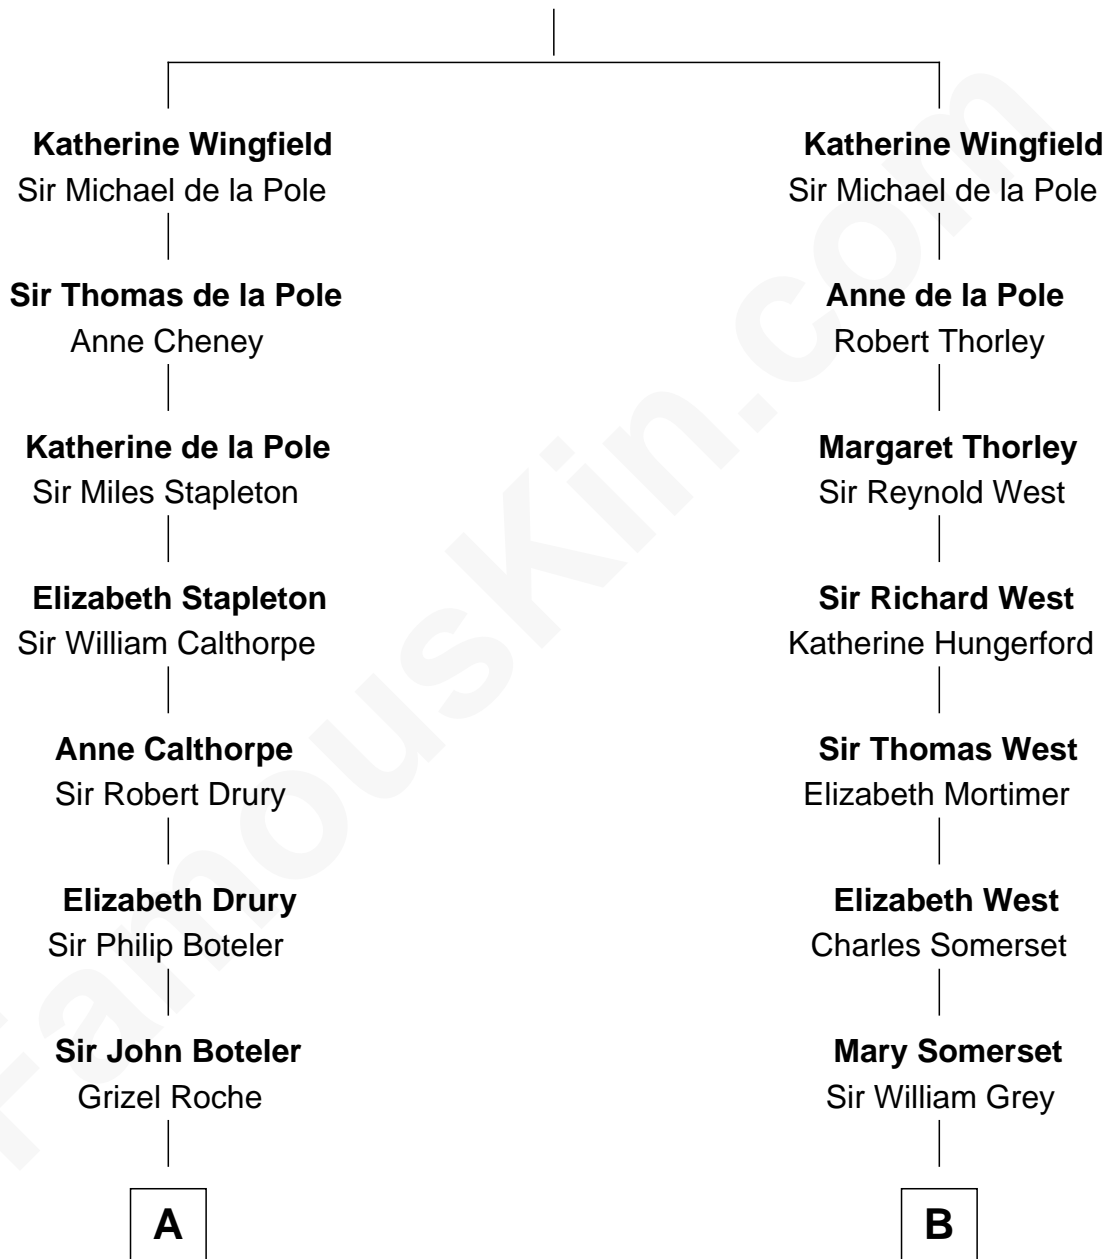 Katherine Wingfield
Sir Michael de la Pole
Sir Thomas de la Pole
Anne Cheney
Katherine de la Pole
Sir Miles Stapleton
Elizabeth Stapleton
Sir William Calthorpe
Anne Calthorpe
Sir Robert Drury
Elizabeth Drury
Sir Philip Boteler
Sir John Boteler
Grizel Roche
A
Katherine Wingfield
Sir Michael de la Pole
Anne de la Pole
Robert Thorley
Margaret Thorley
Sir Reynold West
Sir Richard West
Katherine Hungerford
Sir Thomas West
Elizabeth Mortimer
Elizabeth West
Charles Somerset
Mary Somerset
Sir William Grey
B
FamousKin.com